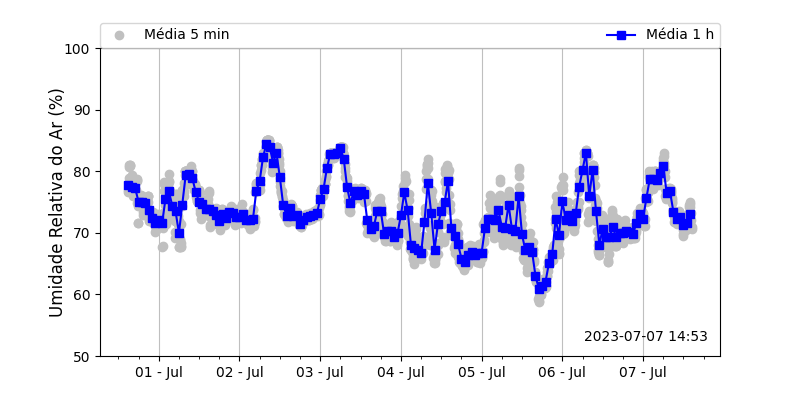 Média 5 min
Média 1 h
Umidade Relativa do Ar (%)
100
90
80
70
60
50
2023-07-07 14:53
01 - Jul
02 - Jul
03 - Jul
04 - Jul
05 - Jul
06 - Jul
07 - Jul